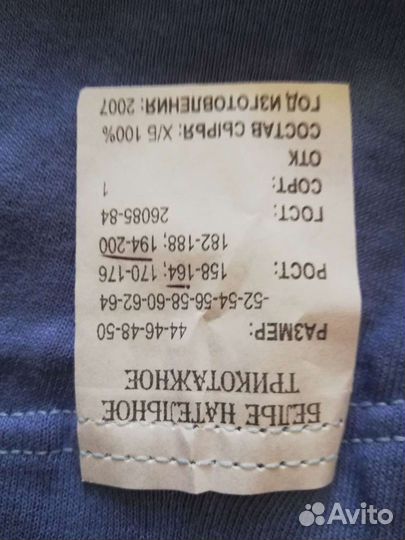 БЕЛЬЕ НАТЕЛЬНОЕ
ТРИКОТАЖНОЕ
РАЗМЕР: 44-46-48-50
-52-54-56-58-60-62-64
РОСТ: 158-164; 170-176
182-188; 194-200
ГОСТ: 26085-84
СОРТ: 1
ОТК
СОСТАВ СЫРЬЯ: Х/Б 100%
ГОД ИЗГОТОВЛЕНИЯ: 2007
Avito